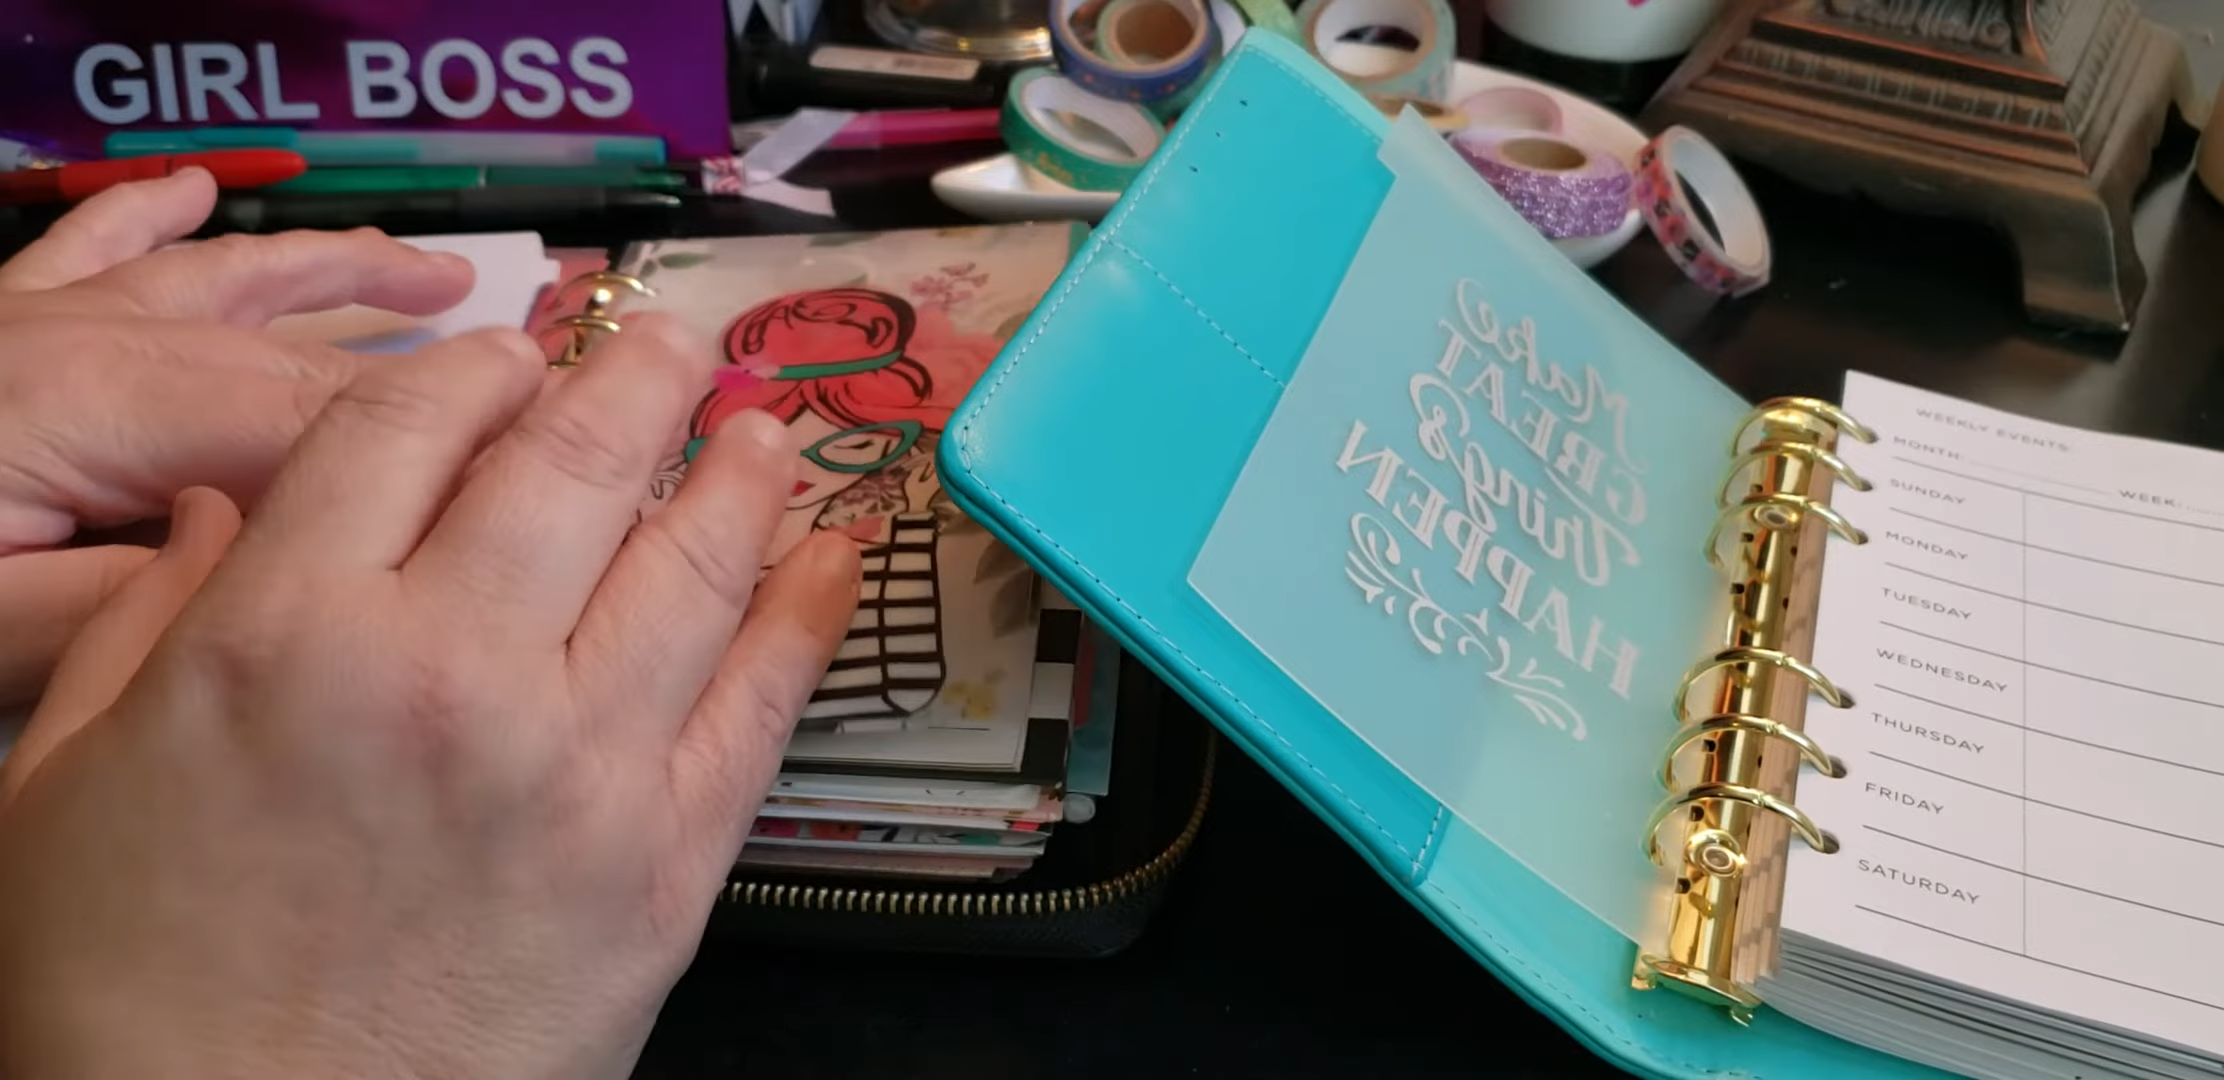 GIRL BOSS
Make
GREAT
Things
HAPPEN
WEEKLY EVENTS:
MONTH: WEEK:
SUNDAY
MONDAY
TUESDAY
WEDNESDAY
THURSDAY
FRIDAY
SATURDAY